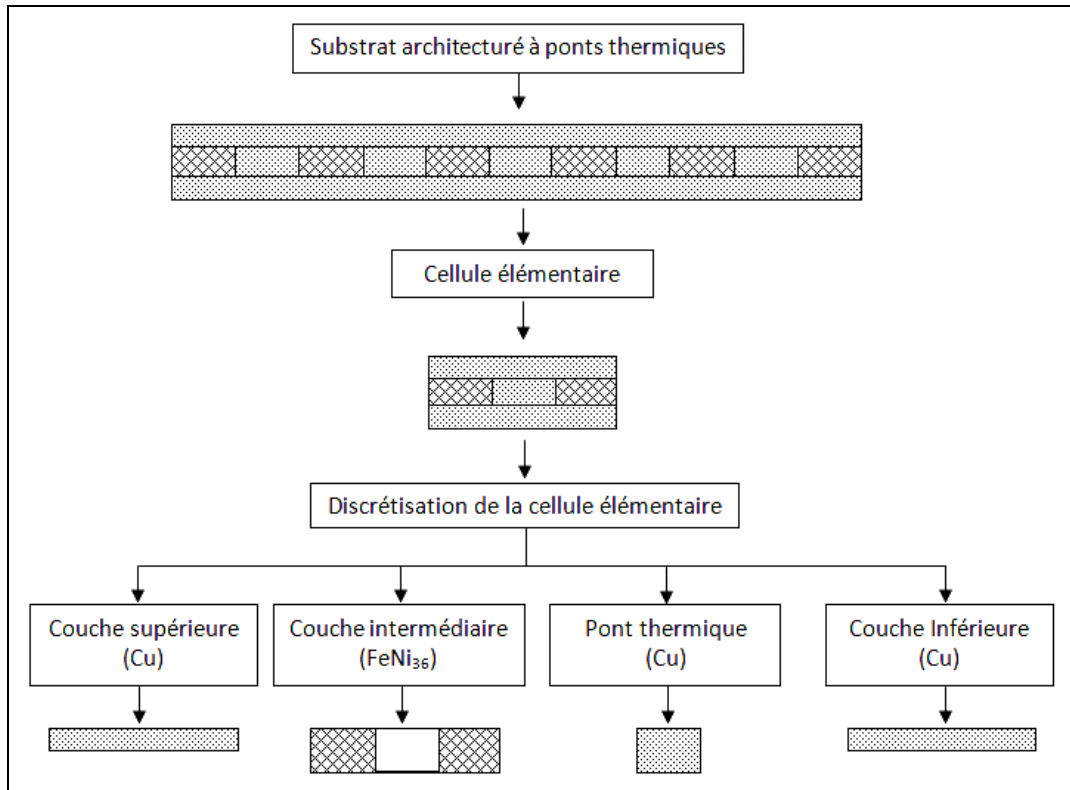 Substrat architecturé à ponts thermiques
Cellule élémentaire
Discrétisation de la cellule élémentaire
Couche supérieure
(Cu)
Couche intermédiaire
(FeNi₃₆)
Pont thermique
(Cu)
Couche Inférieure
(Cu)